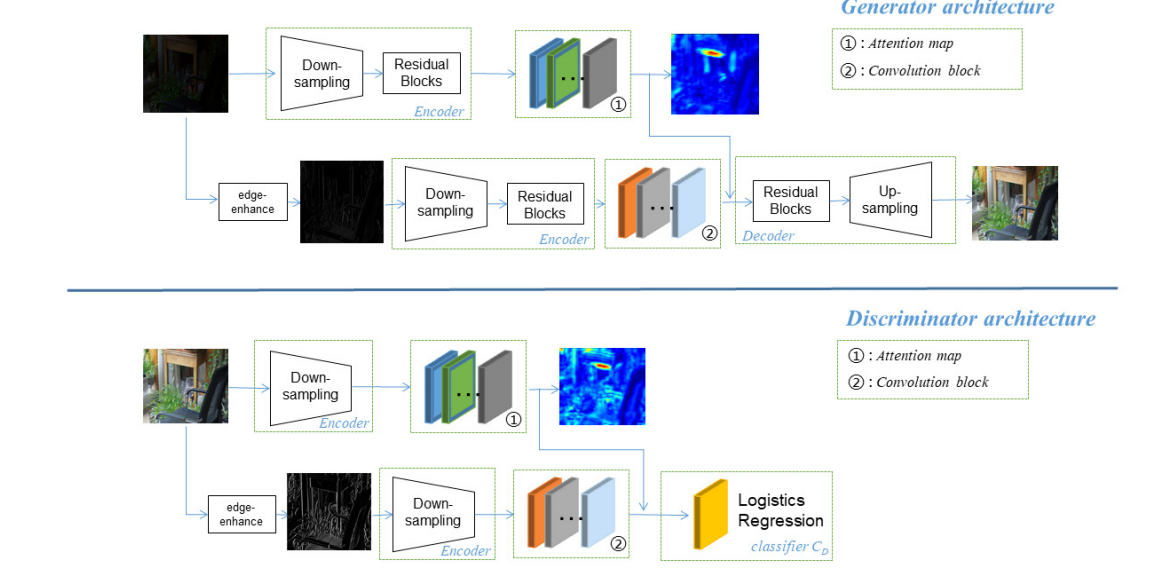 Generator architecture
① : Attention map
② : Convolution block
Down-
sampling
Residual
Blocks
Encoder
①
edge-
enhance
Down-
sampling
Residual
Blocks
Encoder
②
Residual
Blocks
Up-
sampling
Decoder
Discriminator architecture
① : Attention map
② : Convolution block
Down-
sampling
Encoder
①
edge-
enhance
Down-
sampling
Encoder
②
Logistics
Regression
classifier C_D